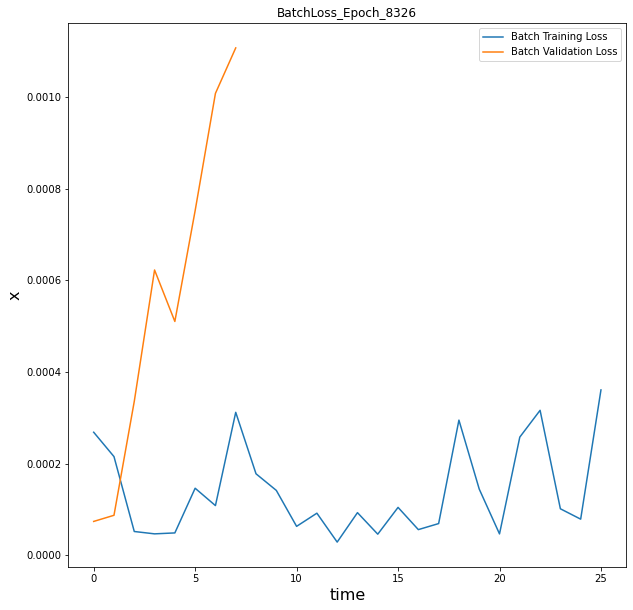 BatchLoss_Epoch_8326
Batch Training Loss
Batch Validation Loss
0.0010
0.0008
0.0006
0.0004
0.0002
0.0000
x
0 5 10 15 20 25
time